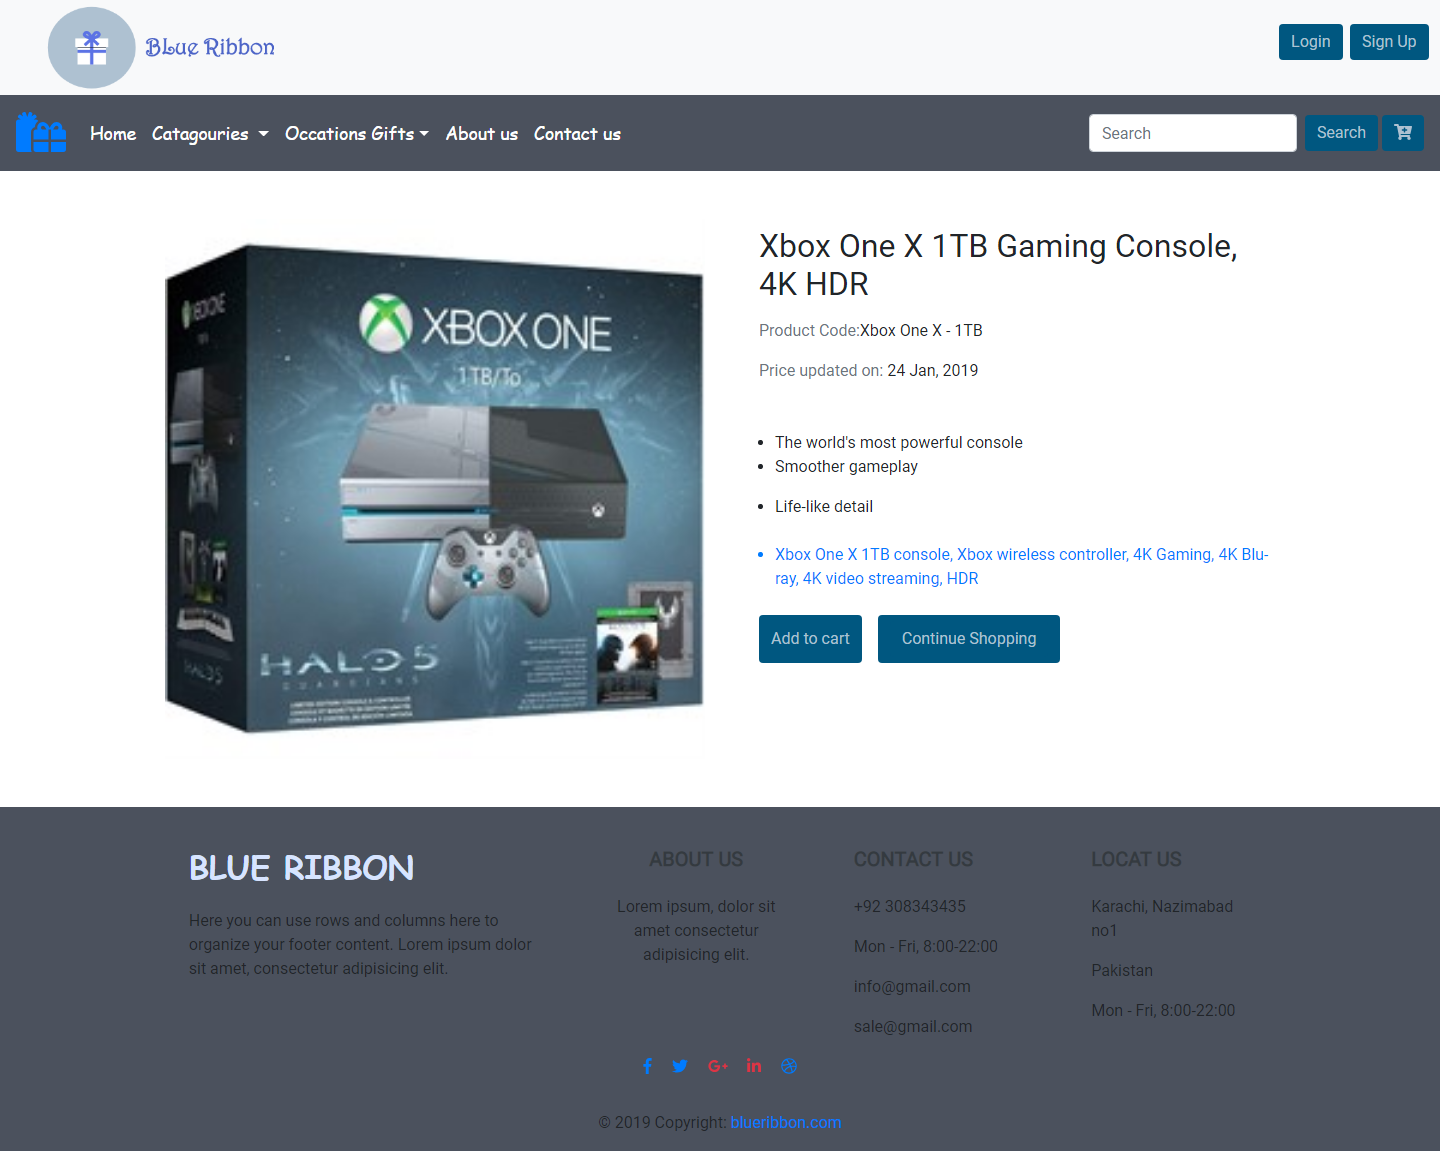 BLue Ribbon
Login
Sign Up
Home
Catagouries
Occations Gifts
About us
Contact us
Search
Search
XBOX ONE
XBOX ONE
1TB/To
HALO 5
GUARDIANS
HALO 5
Xbox One X 1TB Gaming Console,
4K HDR
Product Code:Xbox One X - 1TB
Price updated on: 24 Jan, 2019
The world's most powerful console
Smoother gameplay
Life-like detail
Xbox One X 1TB console, Xbox wireless controller, 4K Gaming, 4K Blu-
ray, 4K video streaming, HDR
Add to cart
Continue Shopping
BLUE RIBBON
Here you can use rows and columns here to
organize your footer content. Lorem ipsum dolor
sit amet, consectetur adipisicing elit.
ABOUT US
Lorem ipsum, dolor sit
amet consectetur
adipisicing elit.
CONTACT US
+92 308343435
Mon - Fri, 8:00-22:00
info@gmail.com
sale@gmail.com
LOCAT US
Karachi, Nazimabad
no1
Pakistan
Mon - Fri, 8:00-22:00
© 2019 Copyright: blueribbon.com